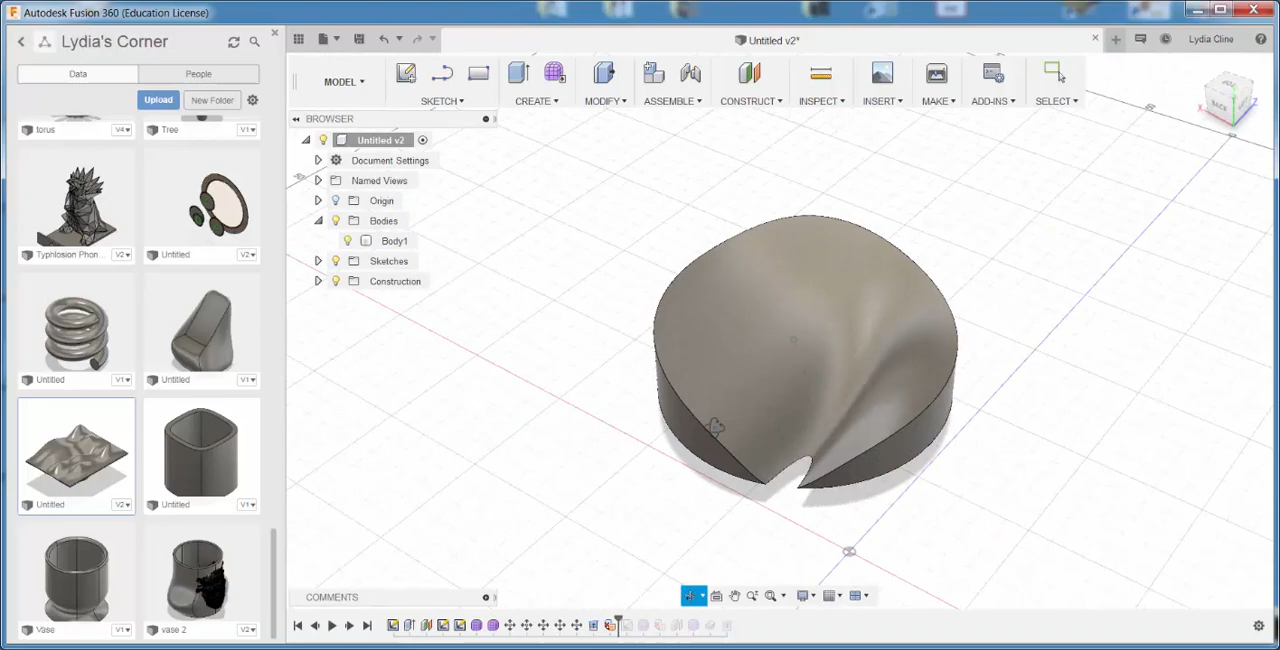 Autodesk Fusion 360 (Education License)
Lydia's Corner
Untitled v2*
Lydia Cline
Data
People
Upload
New Folder
MODEL
SKETCH
CREATE
MODIFY
ASSEMBLE
CONSTRUCT
INSPECT
INSERT
MAKE
ADD-INS
SELECT
BACK
X
Z
BROWSER
Untitled v2
Document Settings
Named Views
Origin
Bodies
Body1
Sketches
Construction
torus
V4
Tree
V1
Typhlosion Phon...
V2
Untitled
V2
Untitled
V1
Untitled
V1
Untitled
V2
Untitled
V1
Vase
V1
vase 2
V2
COMMENTS